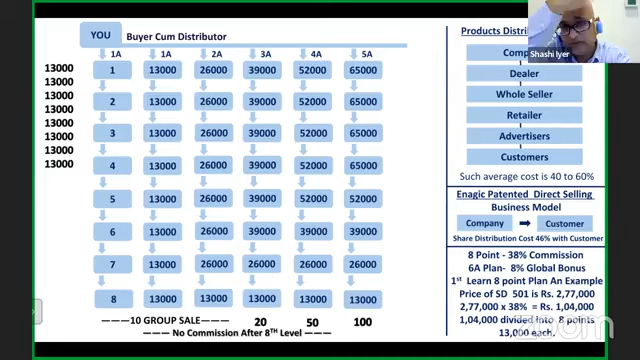 YOU Buyer Cum Distributor
1A 1A 2A 3A 4A 5A
13000
13000
13000
13000
13000
13000
13000
13000
1 13000 26000 39000 52000 65000
2 13000 26000 39000 52000 65000
3 13000 26000 39000 52000 65000
4 13000 26000 39000 52000 65000
5 13000 26000 39000 52000 52000
6 13000 26000 39000 39000 39000
7 13000 26000 26000 26000 26000
8 13000 13000 13000 13000 13000
——10 GROUP SALE—— 20 50 100
——No Commission After 8TH Level——
Products
Shashi Iyer
Dealer
Whole Seller
Retailer
Advertisers
Customers
Such average cost is 40 to 60%
Enagic Patented Direct Selling
Business Model
Company Customer
Share Distribution Cost 46% with Customer
8 Point - 38% Commission
6A Plan- 8% Global Bonus
1st Learn 8 point Plan An Example
Price of SD 501 is Rs. 2,77,000
2,77,000 x 38% = Rs. 1,04,000
1,04,000 divided into 8 points
13,000 each.
zoom